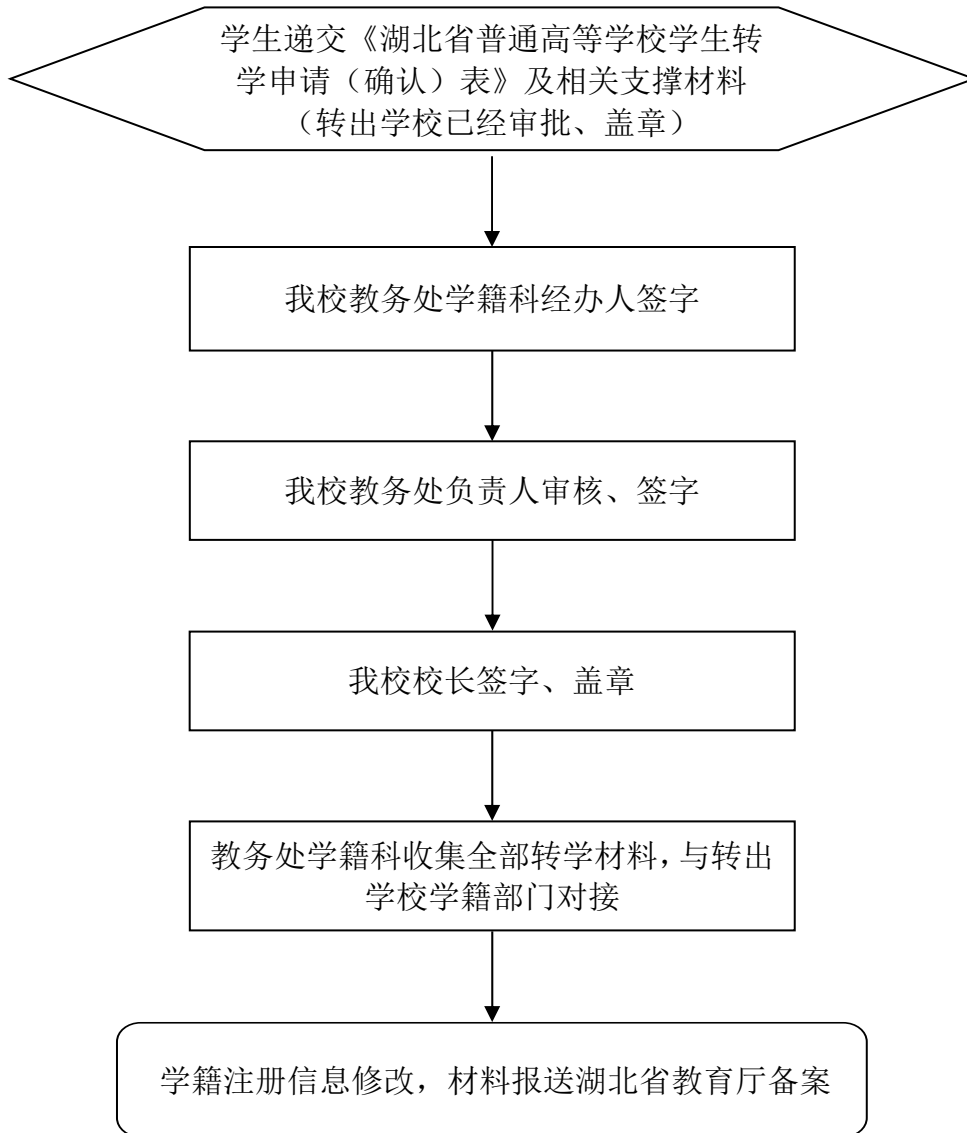 学生递交《湖北省普通高等学校学生转
学申请（确认）表》及相关支撑材料
（转出学校已经审批、盖章）
我校教务处学籍科经办人签字
我校教务处负责人审核、签字
我校校长签字、盖章
教务处学籍科收集全部转学材料，与转出
学校学籍部门对接
学籍注册信息修改，材料报送湖北省教育厅备案